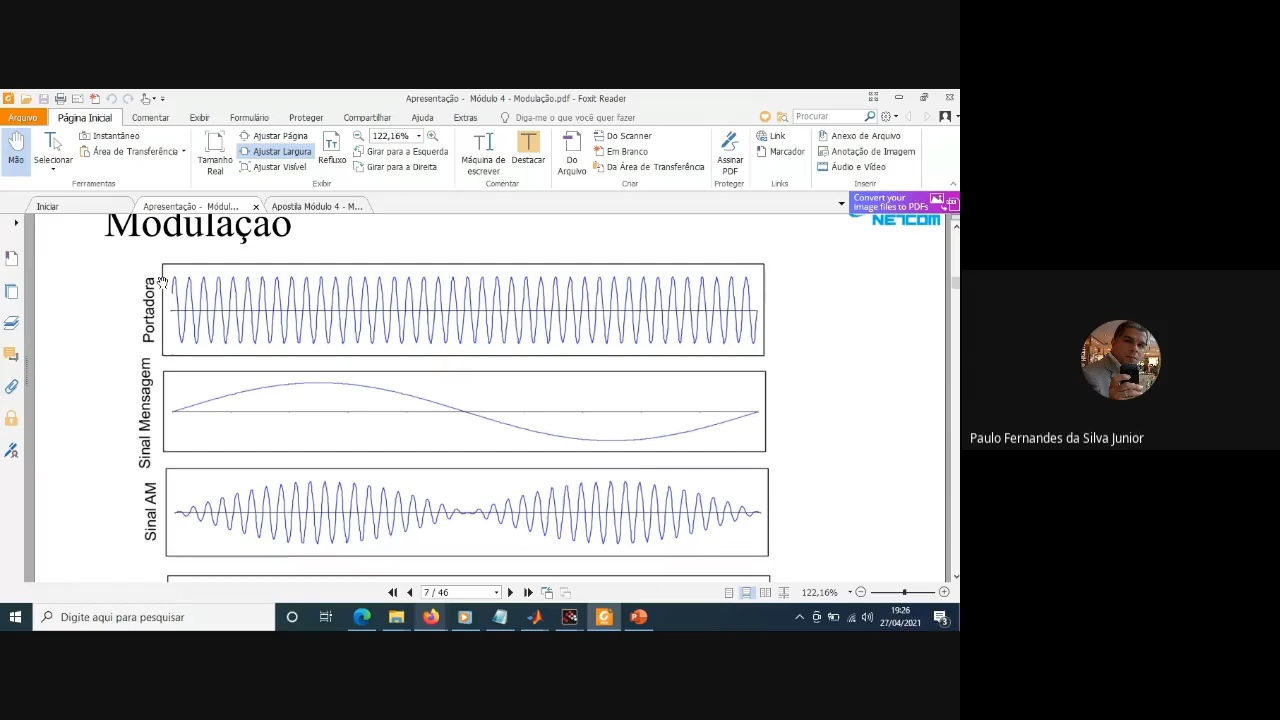 Apresentação - Módulo 4 - Modulação.pdf - Foxit Reader
Arquivo Página Inicial Comentar Exibir Formulário Proteger Compartilhar Ajuda Extras Diga-me o que você quer fazer Procurar
Mão
Selecionar
Instantâneo
Área de Transferência
Ferramentas
Tamanho Real
Ajustar Página
Ajustar Largura
Ajustar Visível
Refluxo
122,16%
Girar para a Esquerda
Girar para a Direita
Exibir
Máquina de escrever
Destacar
Comentar
Do Arquivo
Do Scanner
Em Branco
Da Área de Transferência
Criar
Assinar PDF
Proteger
Link
Marcador
Links
Anexo de Arquivo
Anotação de Imagem
Áudio e Vídeo
Inserir
Iniciar
Apresentação - Módul...
Apostila Módulo 4 - M...
Convert your
image files to PDFs
Modulação
NETCOM
Portadora
Sinal Mensagem
Sinal AM
Paulo Fernandes da Silva Junior
7 / 46
122,16%
Digite aqui para pesquisar
19:26
27/04/2021
3